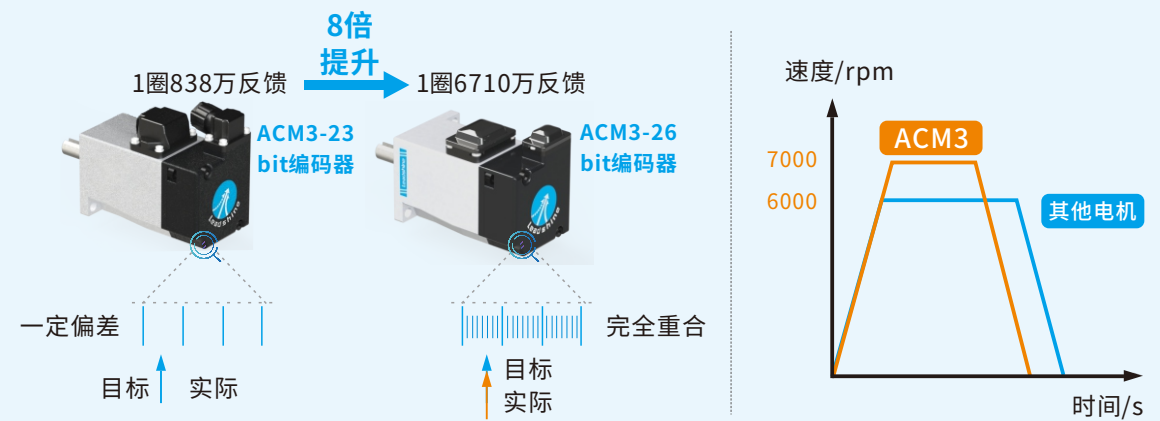 8倍
提升
1圈838万反馈
1圈6710万反馈
ACM3-23
bit编码器
ACM3-26
bit编码器
Leadshine
Leadshine
一定偏差
目标
实际
完全重合
目标
实际
速度/rpm
ACM3
7000
6000
其他电机
时间/s